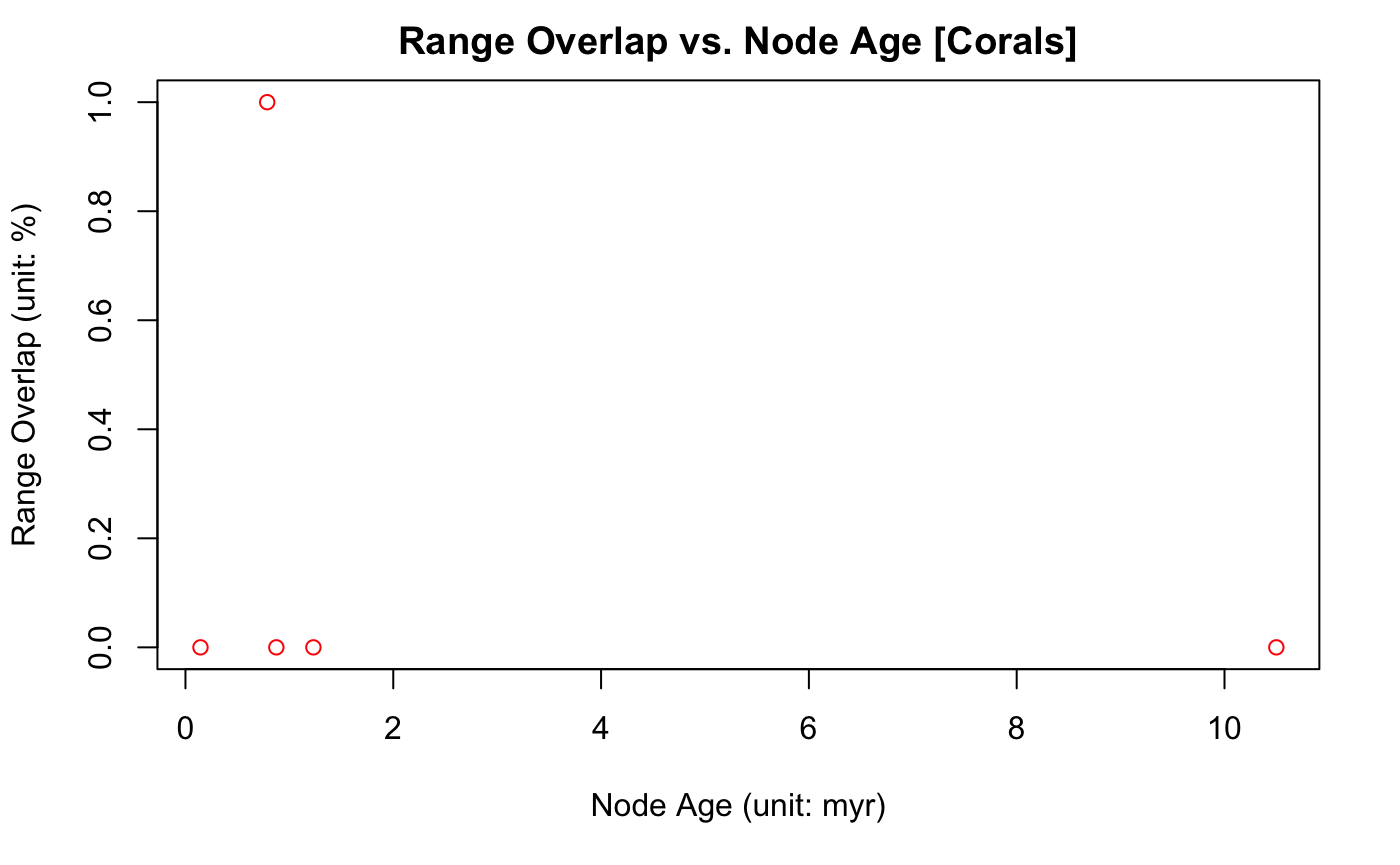 Range Overlap vs. Node Age [Corals]
Range Overlap (unit: %)
1.0
0.8
0.6
0.4
0.2
0.0
0 2 4 6 8 10
Node Age (unit: myr)